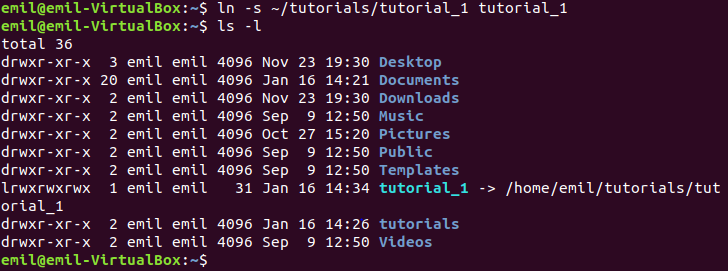 emil@emil-VirtualBox:~$ ln -s ~/tutorials/tutorial_1 tutorial_1
emil@emil-VirtualBox:~$ ls -l
total 36
drwxr-xr-x  3 emil emil 4096 Nov 23 19:30 Desktop
drwxr-xr-x 20 emil emil 4096 Jan 16 14:21 Documents
drwxr-xr-x  2 emil emil 4096 Nov 23 19:30 Downloads
drwxr-xr-x  2 emil emil 4096 Sep  9 12:50 Music
drwxr-xr-x  2 emil emil 4096 Oct 27 15:20 Pictures
drwxr-xr-x  2 emil emil 4096 Sep  9 12:50 Public
drwxr-xr-x  2 emil emil 4096 Sep  9 12:50 Templates
lrwxrwxrwx  1 emil emil   31 Jan 16 14:34 tutorial_1 -> /home/emil/tutorials/tut
orial_1
drwxr-xr-x  2 emil emil 4096 Jan 16 14:26 tutorials
drwxr-xr-x  2 emil emil 4096 Sep  9 12:50 Videos
emil@emil-VirtualBox:~$